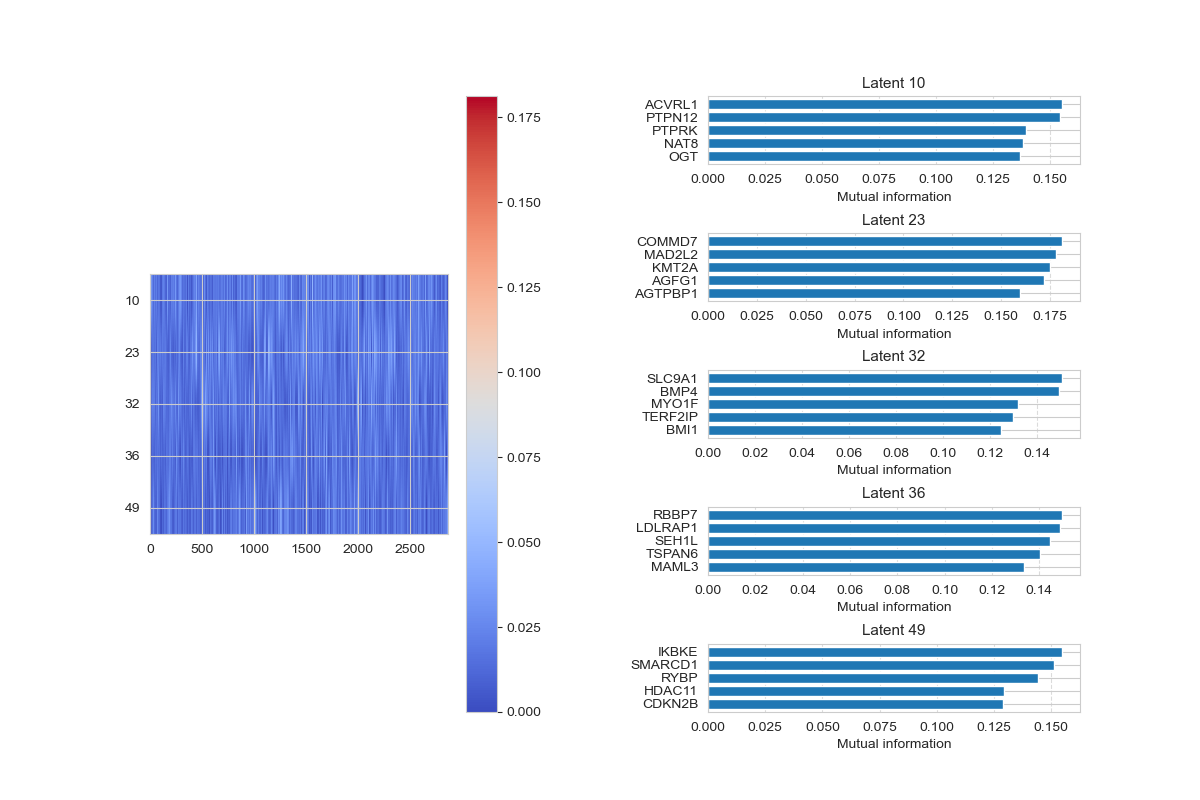 10
23
32
36
49
0 500 1000 1500 2000 2500
0.175
0.150
0.125
0.100
0.075
0.050
0.025
0.000
Latent 10
ACVRL1
PTPN12
PTPRK
NAT8
OGT
0.000 0.025 0.050 0.075 0.100 0.125 0.150
Mutual information
Latent 23
COMMD7
MAD2L2
KMT2A
AGFG1
AGTPBP1
0.000 0.025 0.050 0.075 0.100 0.125 0.150 0.175
Mutual information
Latent 32
SLC9A1
BMP4
MYO1F
TERF2IP
BMI1
0.00 0.02 0.04 0.06 0.08 0.10 0.12 0.14
Mutual information
Latent 36
RBBP7
LDLRAP1
SEH1L
TSPAN6
MAML3
0.00 0.02 0.04 0.06 0.08 0.10 0.12 0.14
Mutual information
Latent 49
IKBKE
SMARCD1
RYBP
HDAC11
CDKN2B
0.000 0.025 0.050 0.075 0.100 0.125 0.150
Mutual information